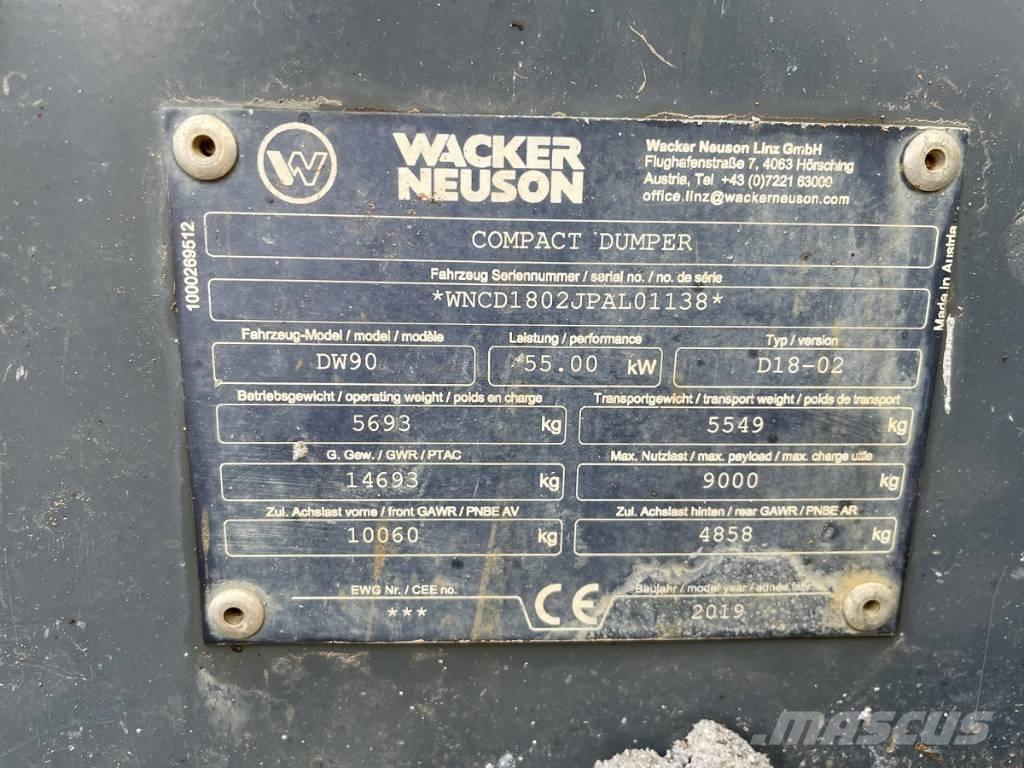 W
WACKER
NEUSON
Wacker Neuson Linz GmbH
Flughafenstraße 7, 4063 Hörsching
Austria, Tel +43 (0)7221 63000
office.linz@wackerneuson.com
1000269512
COMPACT DUMPER
Made in Austria
Fahrzeug Seriennummer / serial no. / no. de série
*WNCD1802JPAL01138*
Fahrzeug-Model / model / modèle Leistung / performance Typ / version
DW90 55.00 kW D18-02
Betriebsgewicht / operating weight / poids en charge Transportgewicht / transport weight / poids de transport
5693 kg 5549 kg
G. Gew. / GWR / PTAC Max. Nutzlast / max. payload / max. charge utile
14693 kg 9000 kg
Zul. Achslast vorne / front GAWR / PNBE AV Zul. Achslast hinten / rear GAWR / PNBE AR
10060 kg 4858 kg
EWG Nr. / CEE no. CE Baujahr / model year / année fabr.
*** 2019
MASCUS